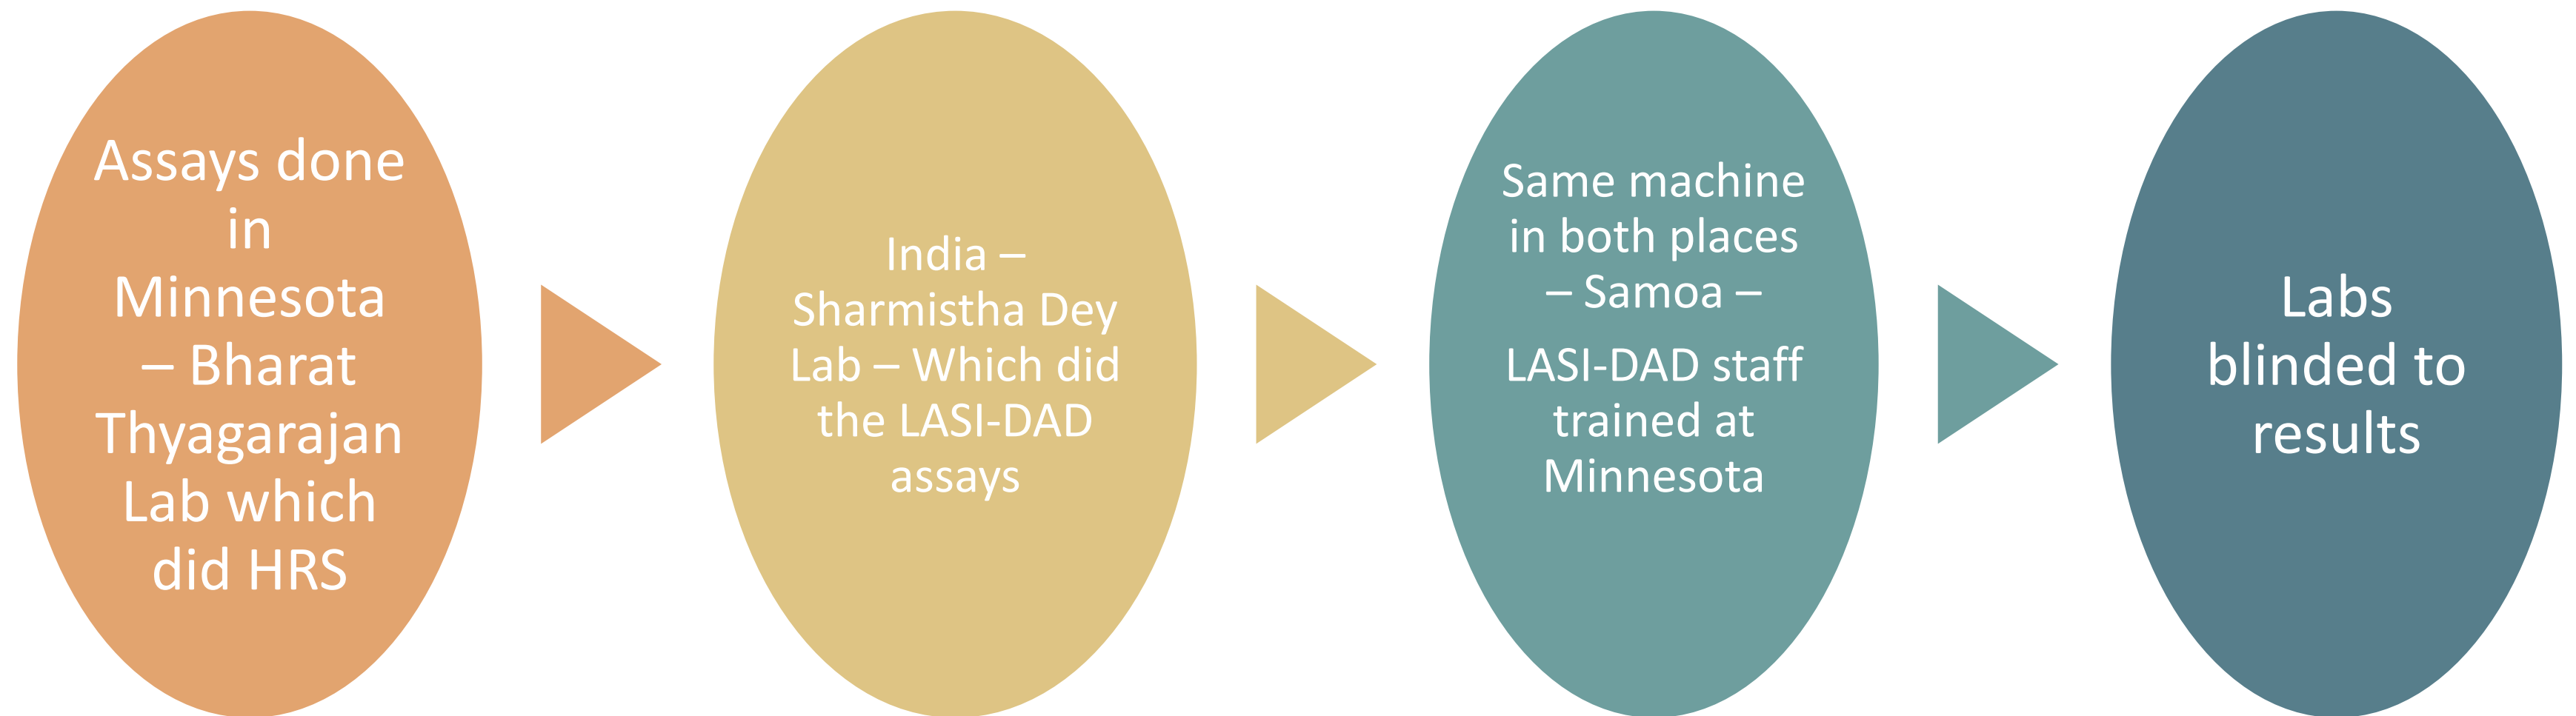 Assays done
in
Minnesota
– Bharat
Thyagarajan
Lab which
did HRS
India –
Sharmistha Dey
Lab – Which did
the LASI-DAD
assays
Same machine
in both places
– Samoa –
LASI-DAD staff
trained at
Minnesota
Labs
blinded to
results